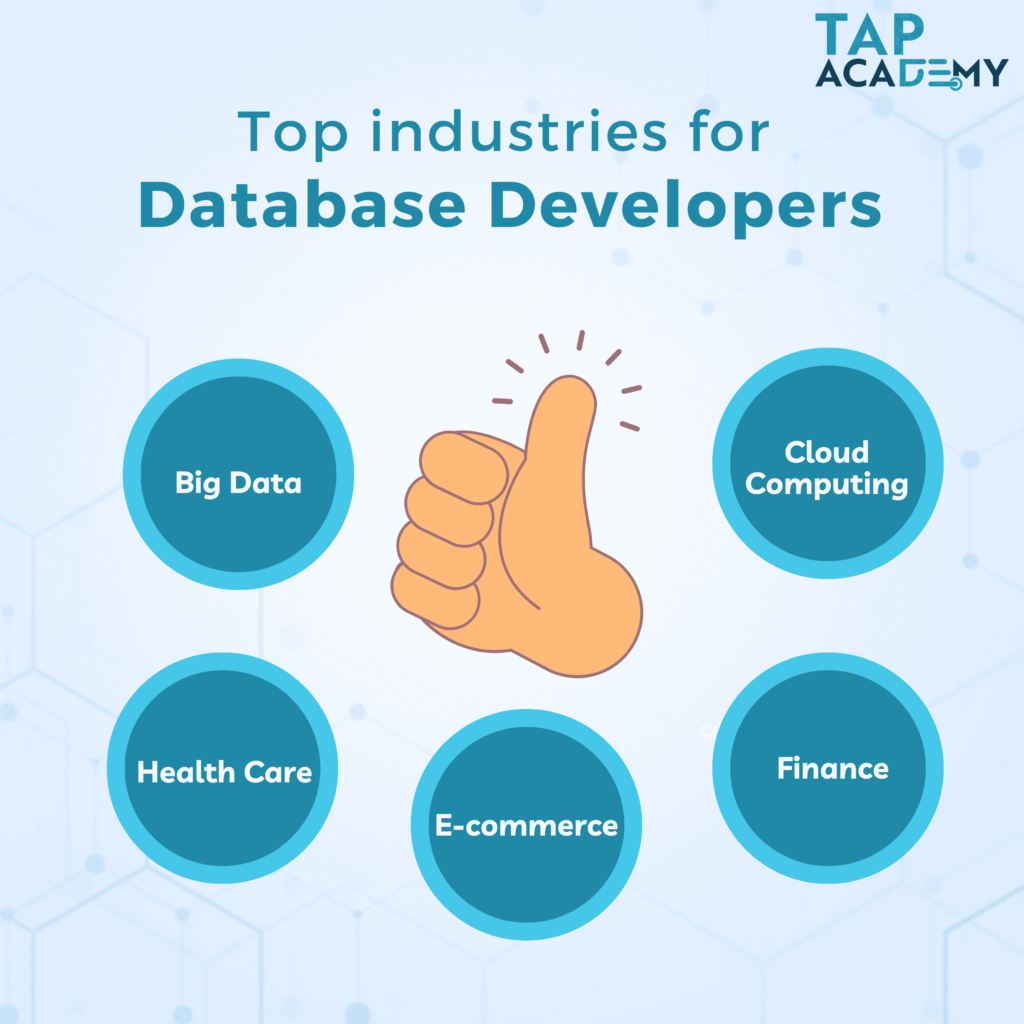 TAP
ACADEMY
Top industries for
Database Developers
Big Data
Cloud
Computing
Health Care
E-commerce
Finance